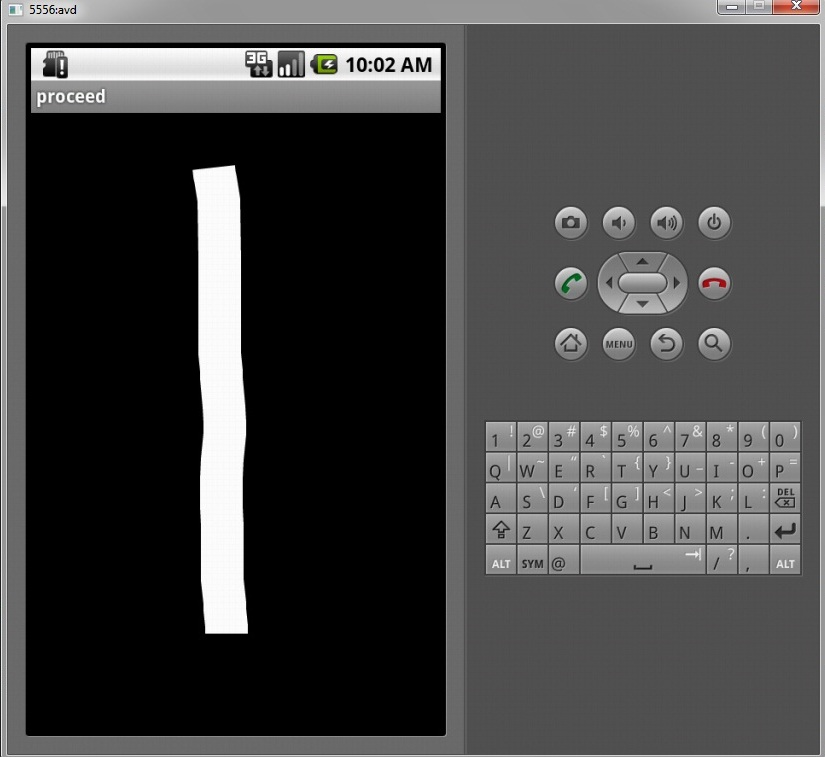 5556:avd
3G 10:02 AM
proceed
MENU
1 ! 2 @ 3 # 4 $ 5 % 6 ^ 7 & 8 * 9 ( 0 )
Q | W ~ E " R ` T { Y } U _ I - O + P =
A S \ D ' F [ G ] H < J > K ; L : DEL
Z X C V B N M .
ALT SYM @ / ? , ALT